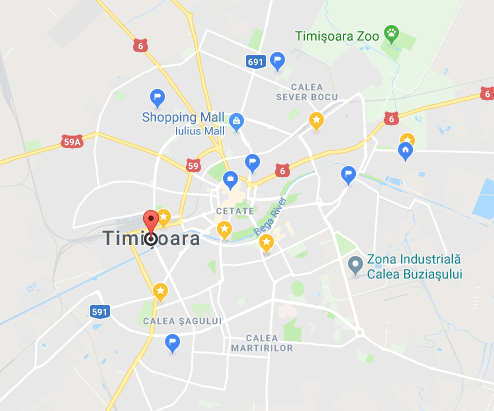 Timişoara Zoo
6
691
CALEA
SEVER BOCU
Shopping Mall
Iulius Mall
6
59A
59
6
CETATE
Bega River
Timişoara
Zona Industrială
Calea Buziaşului
591
CALEA ŞAGULUI
CALEA
MARTIRILOR